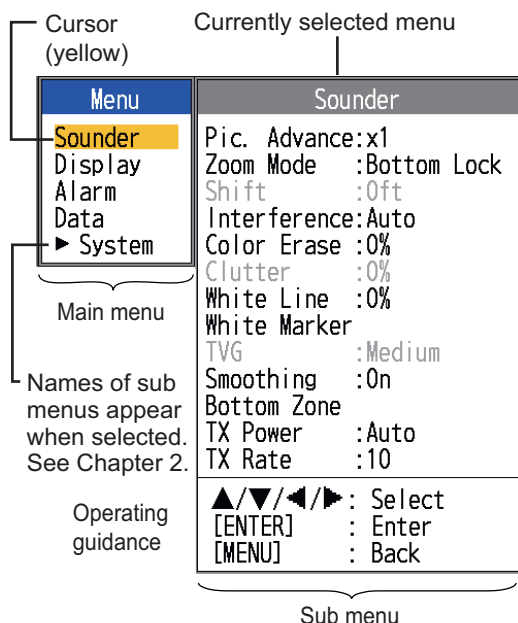 Cursor
(yellow)
Currently selected menu
Menu
Sounder
Display
Alarm
Data
► System
Main menu
Names of sub
menus appear
when selected.
See Chapter 2.
Operating
guidance
Sounder
Pic. Advance:x1
Zoom Mode :Bottom Lock
Shift :0ft
Interference:Auto
Color Erase :0%
Clutter :0%
White Line :0%
White Marker
TVG :Medium
Smoothing :On
Bottom Zone
TX Power :Auto
TX Rate :10
▲/▼/◄/►: Select
[ENTER] : Enter
[MENU] : Back
Sub menu